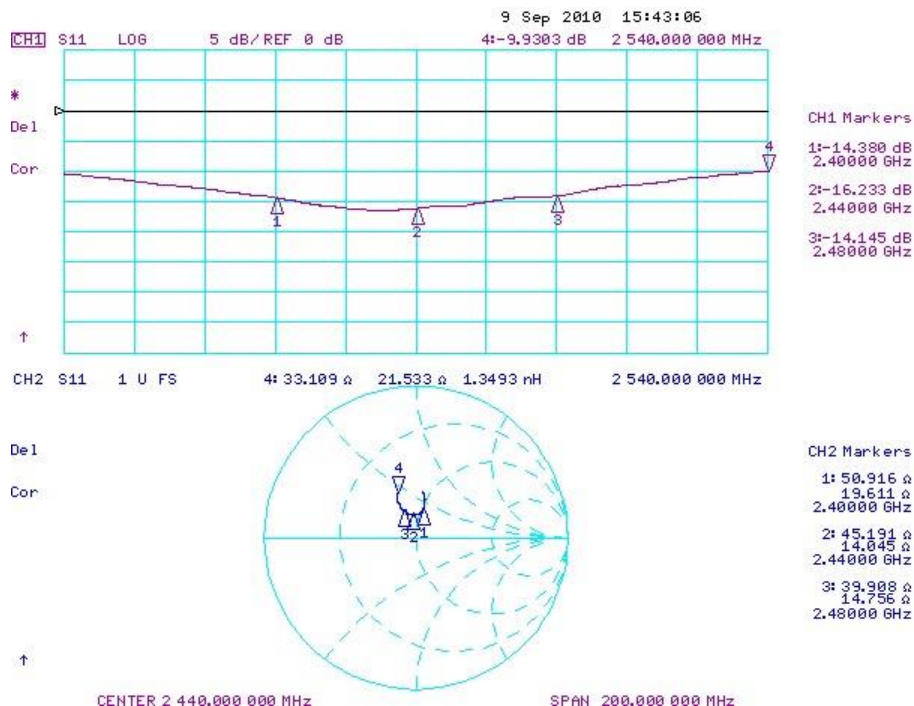 9 Sep 2010 15:43:06
CH1 S11 LOG 5 dB/REF 0 dB 4:-9.9303 dB 2 540.000 000 MHz
*
Del
Cor
CH1 Markers
1:-14.380 dB
2.40000 GHz
2:-16.233 dB
2.44000 GHz
3:-14.145 dB
2.48000 GHz
4
1
2
3
↑
CH2 S11 1 U FS 4: 33.109 Ω 21.533 Ω 1.3493 nH 2 540.000 000 MHz
Del
Cor
CH2 Markers
1: 50.916 Ω
19.611 Ω
2.40000 GHz
2: 45.191 Ω
14.045 Ω
2.44000 GHz
3: 39.908 Ω
14.756 Ω
2.48000 GHz
4
3 2 1
↑
CENTER 2 440.000 000 MHz SPAN 200.000 000 MHz